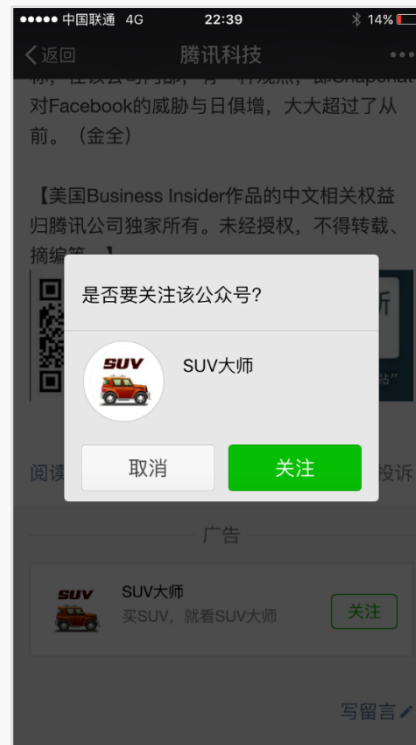 中国联通 4G 22:39 14%
返回 腾讯科技
对Facebook的威胁与日俱增，大大超过了从
前。（金全）
【美国Business Insider作品的中文相关权益
归腾讯公司独家所有。未经授权，不得转载、
摘编等。】
是否要关注该公众号?
SUV
SUV大师
取消 关注
阅读 投诉
广告
SUV
SUV大师
买SUV，就看SUV大师
关注
写留言